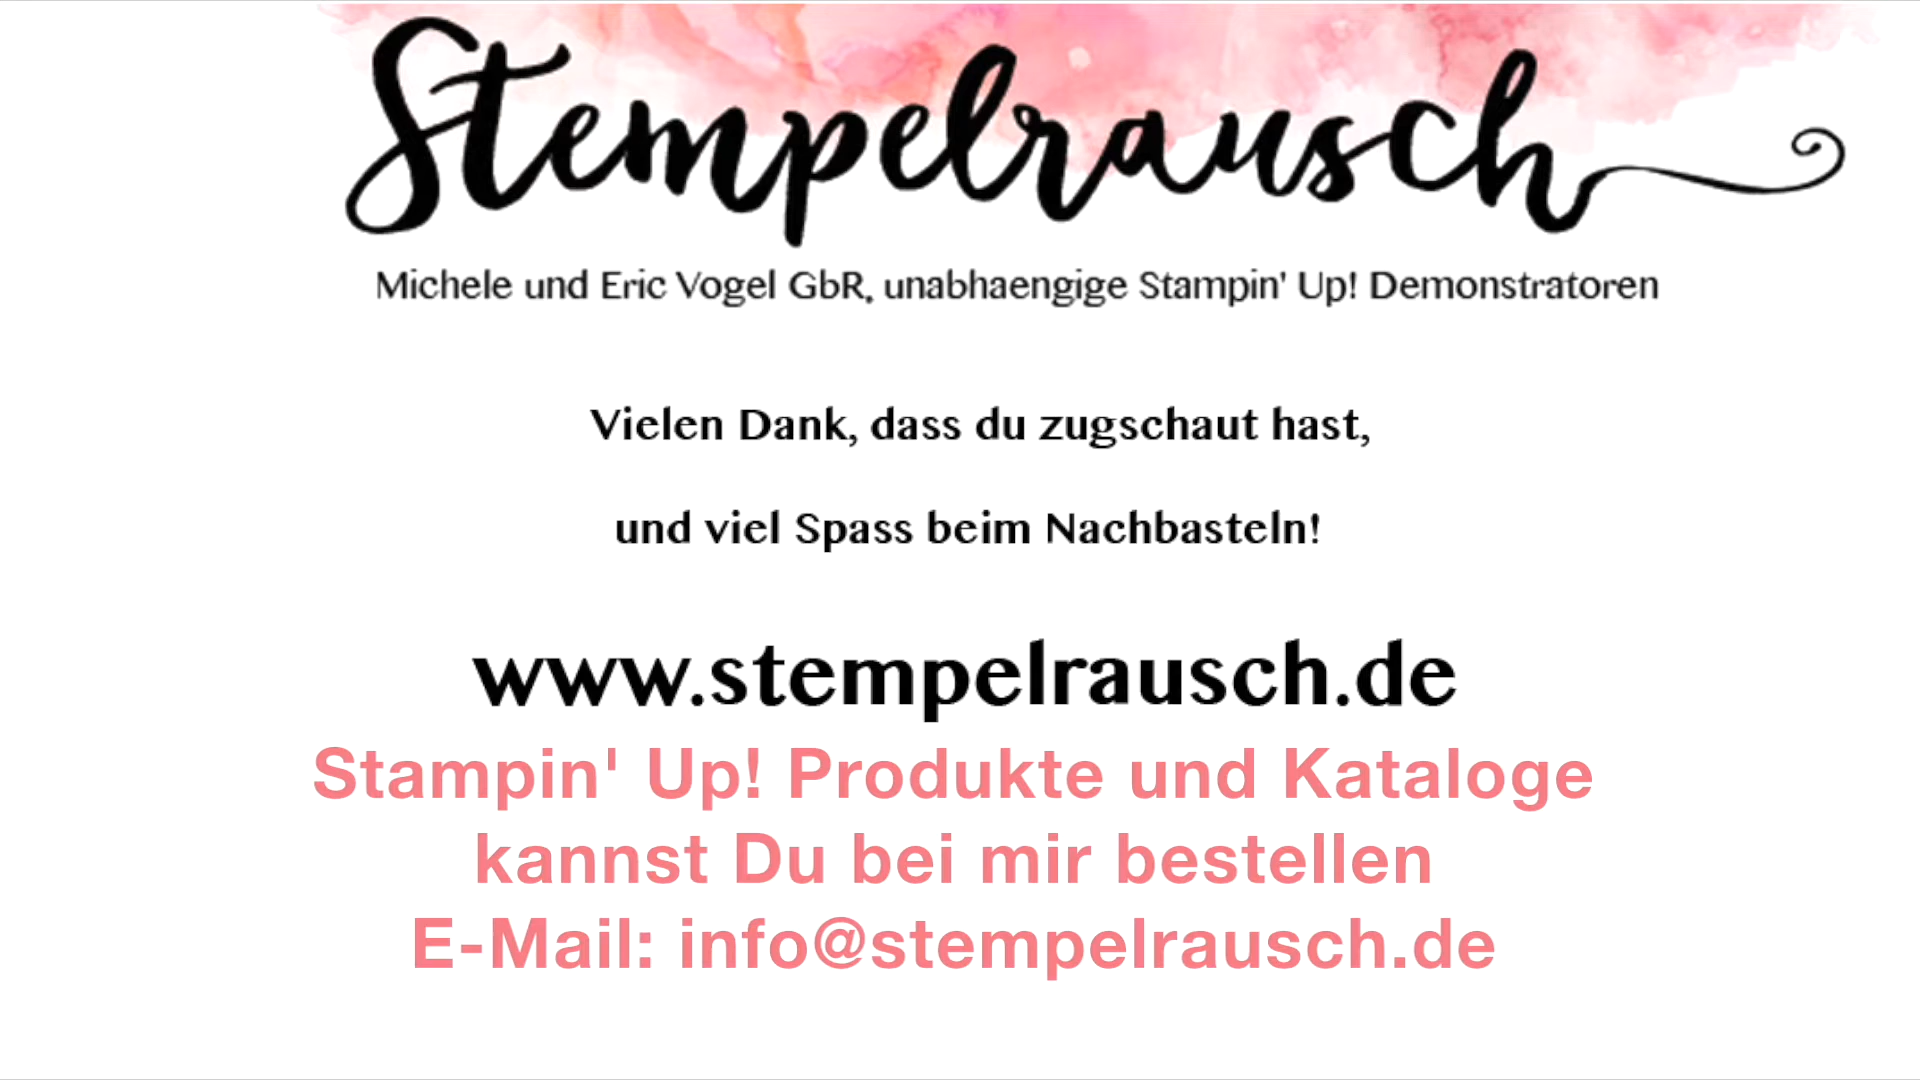 Stempelrausch
Michele und Eric Vogel GbR, unabhaengige Stampin' Up! Demonstratoren
Vielen Dank, dass du zugschaut hast,
und viel Spass beim Nachbasteln!
www.stempelrausch.de
Stampin' Up! Produkte und Kataloge
kannst Du bei mir bestellen
E-Mail: info@stempelrausch.de